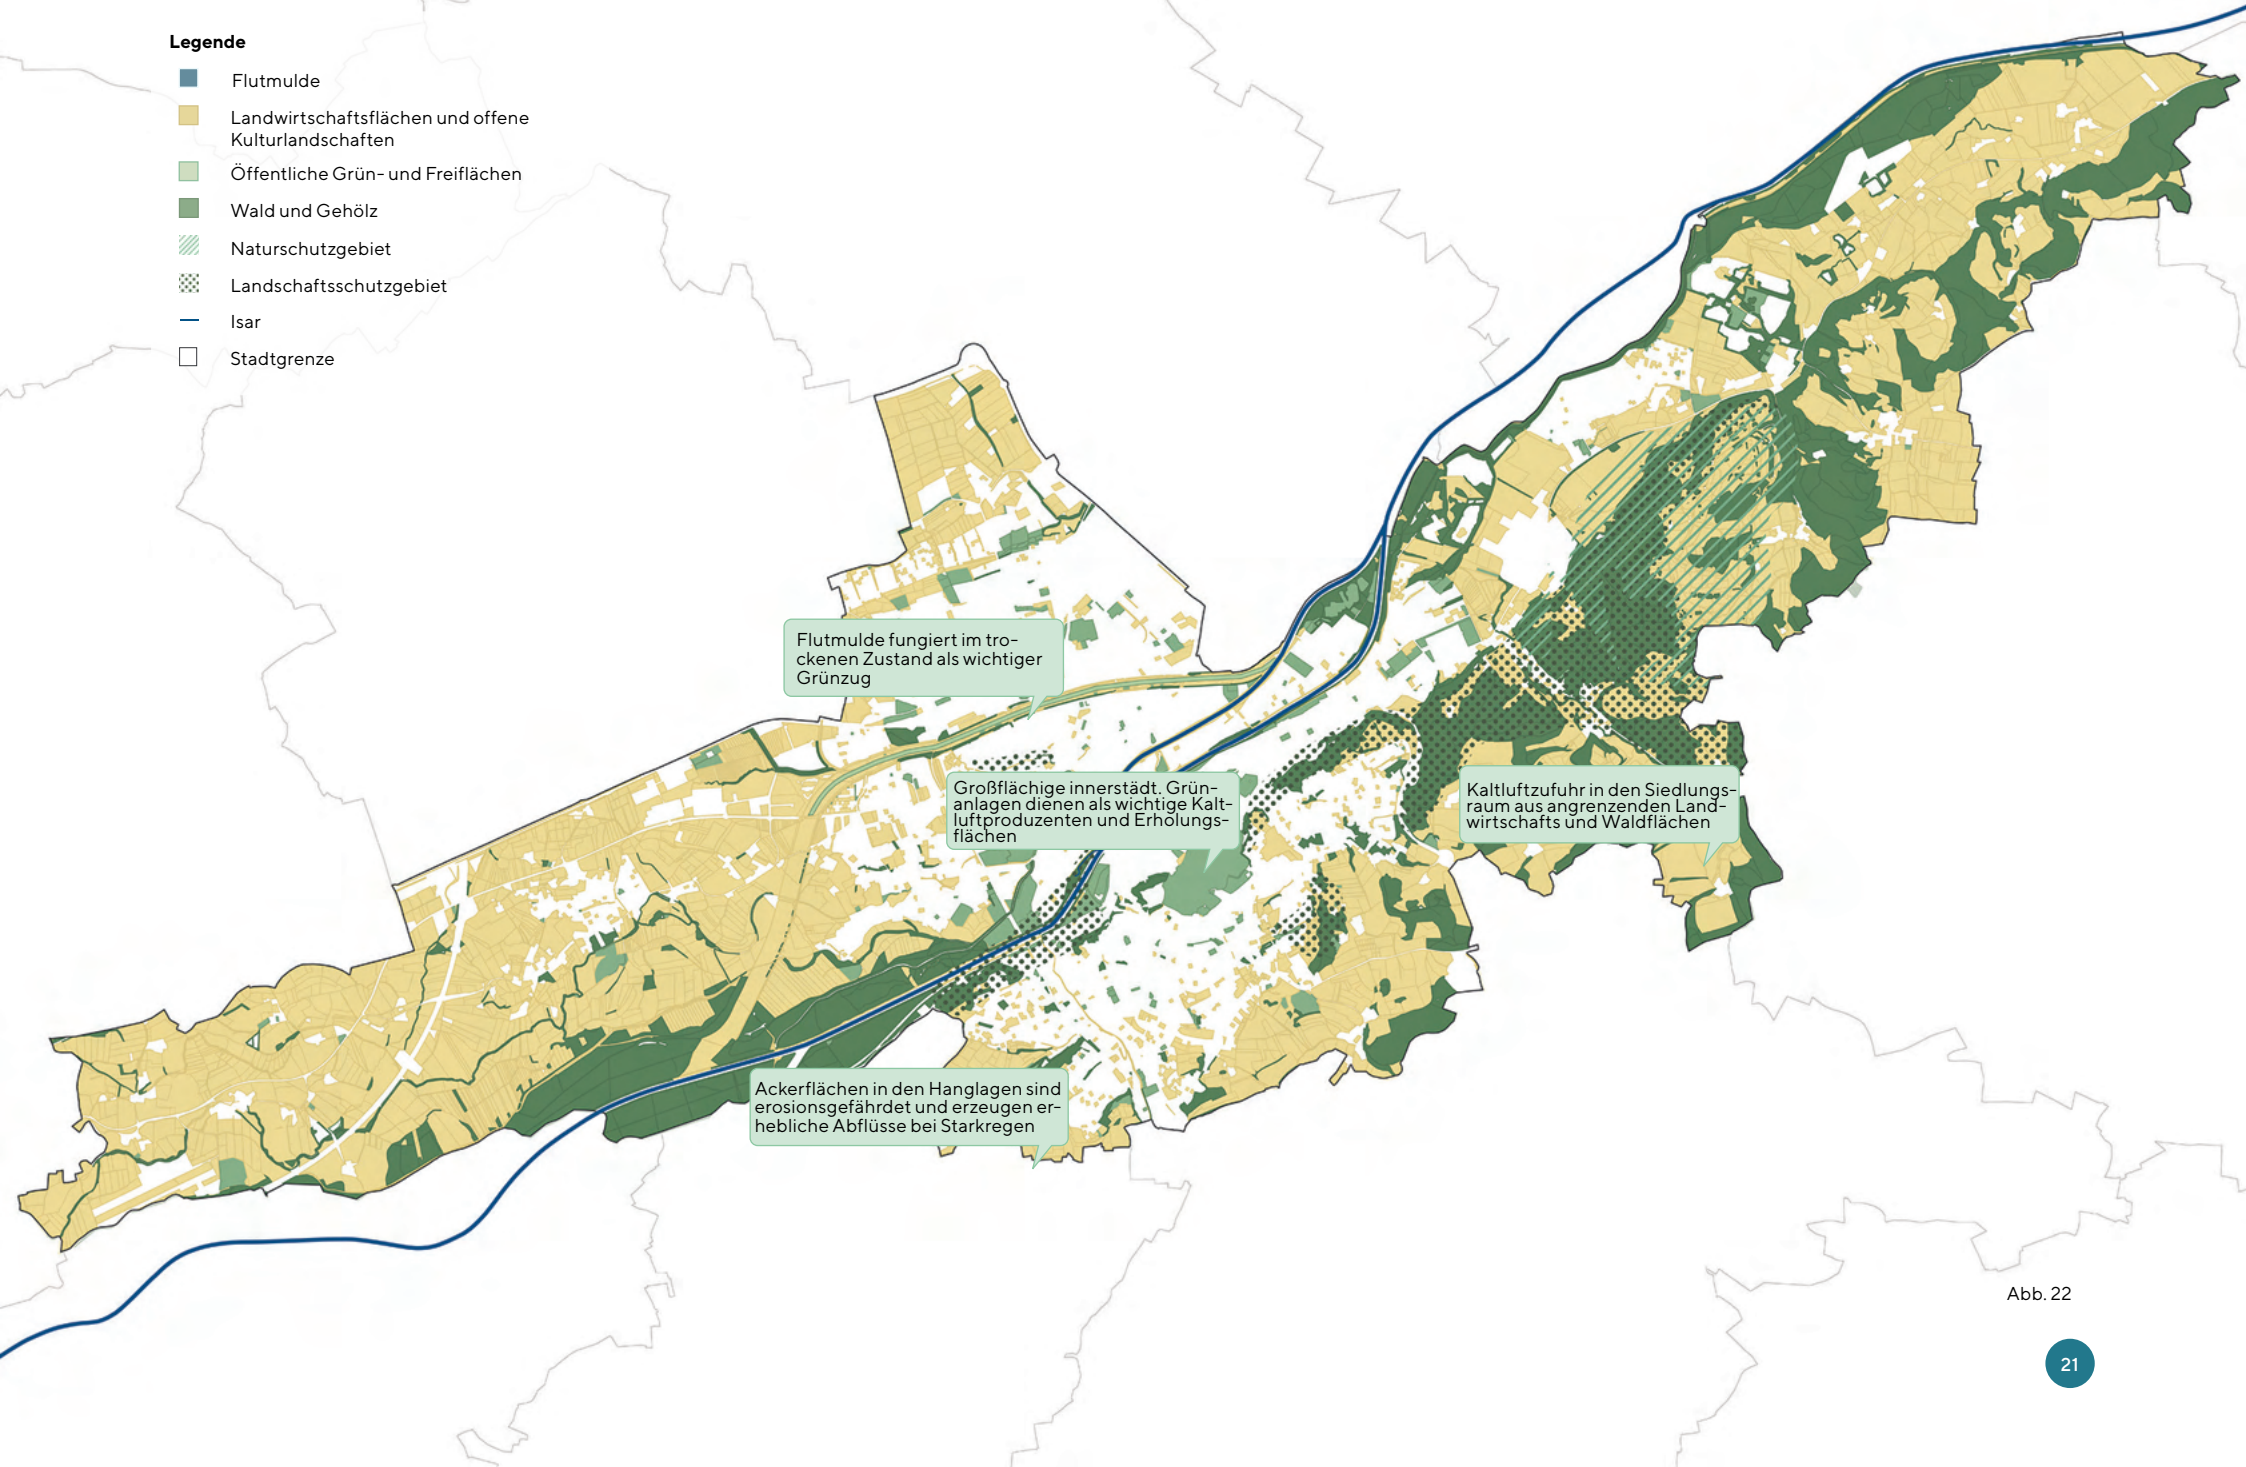 Legende
Flutmulde
Landwirtschaftsflächen und offene
Kulturlandschaften
Öffentliche Grün- und Freiflächen
Wald und Gehölz
Naturschutzgebiet
Landschaftsschutzgebiet
Isar
Stadtgrenze
Flutmulde fungiert im tro-
ckenen Zustand als wichtiger
Grünzug
Großflächige innerstädt. Grün-
anlagen dienen als wichtige Kalt-
luftproduzenten und Erholungs-
flächen
Kaltluftzufuhr in den Siedlungs-
raum aus angrenzenden Land-
wirtschafts und Waldflächen
Ackerflächen in den Hanglagen sind
erosionsgefährdet und erzeugen er-
hebliche Abflüsse bei Starkregen
Abb. 22
21